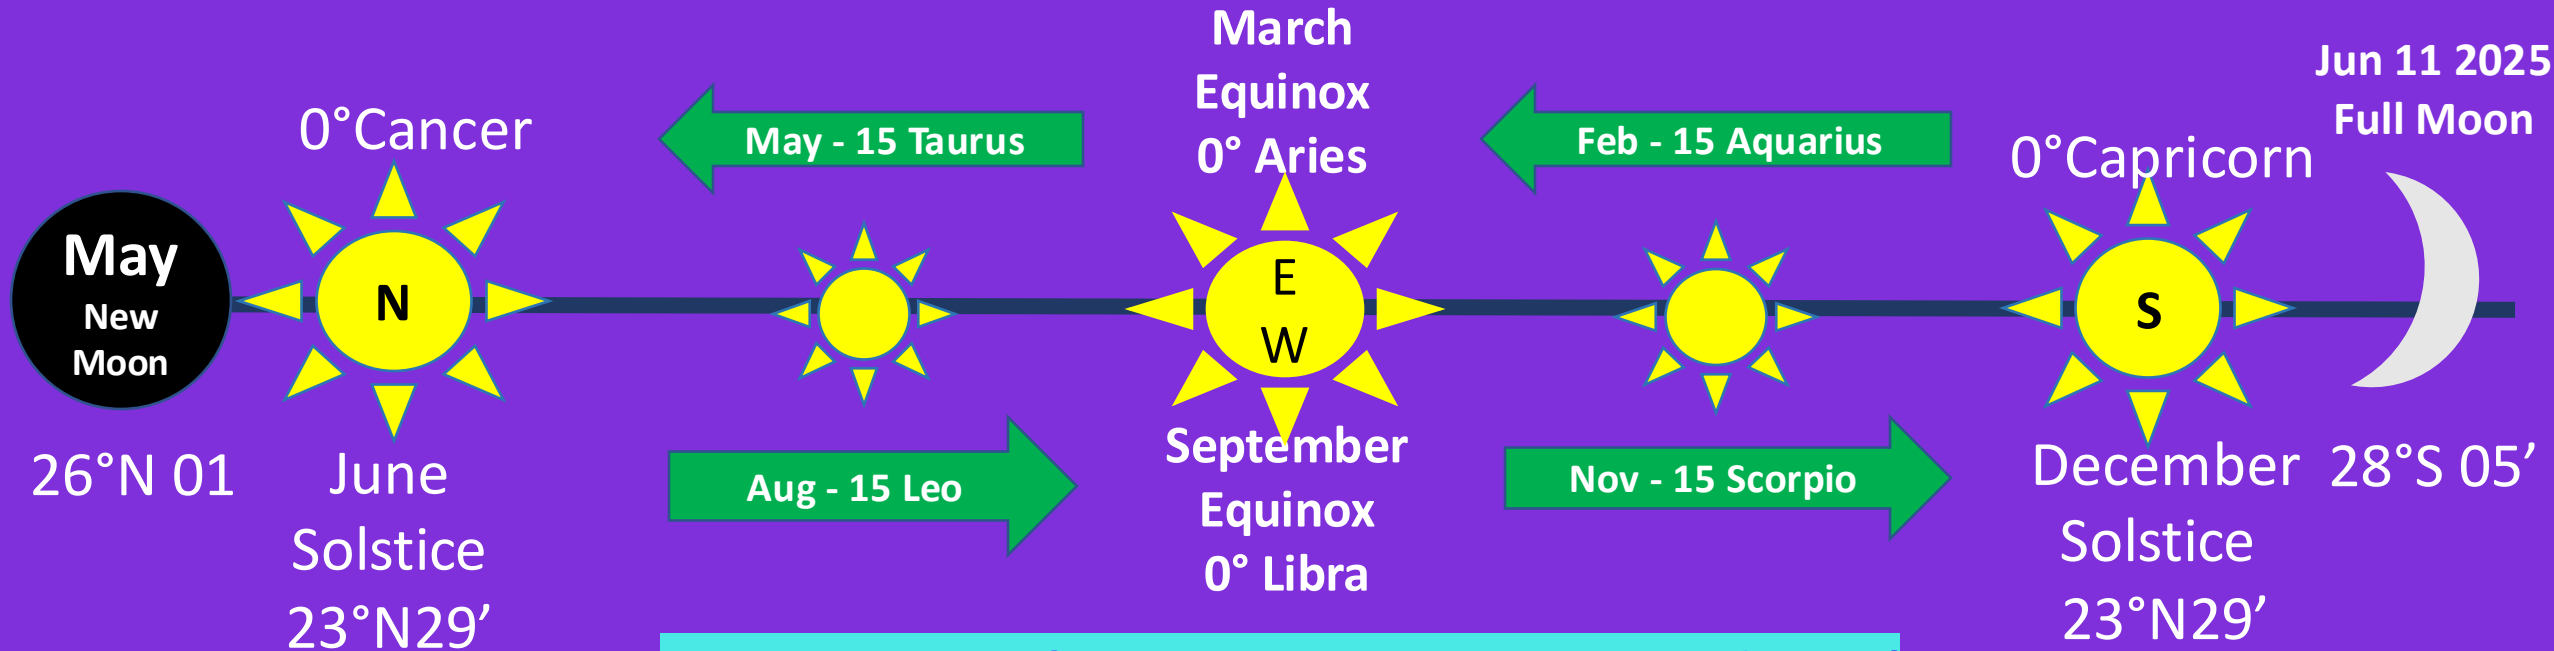 March
Equinox
0° Aries
Jun 11 2025
Full Moon
0°Cancer
May - 15 Taurus
Feb - 15 Aquarius
0°Capricorn
May
New
Moon
N
E
W
S
26°N 01
June
Solstice
23°N29’
Aug - 15 Leo
September
Equinox
0° Libra
Nov - 15 Scorpio
December
Solstice
23°N29’
28°S 05’